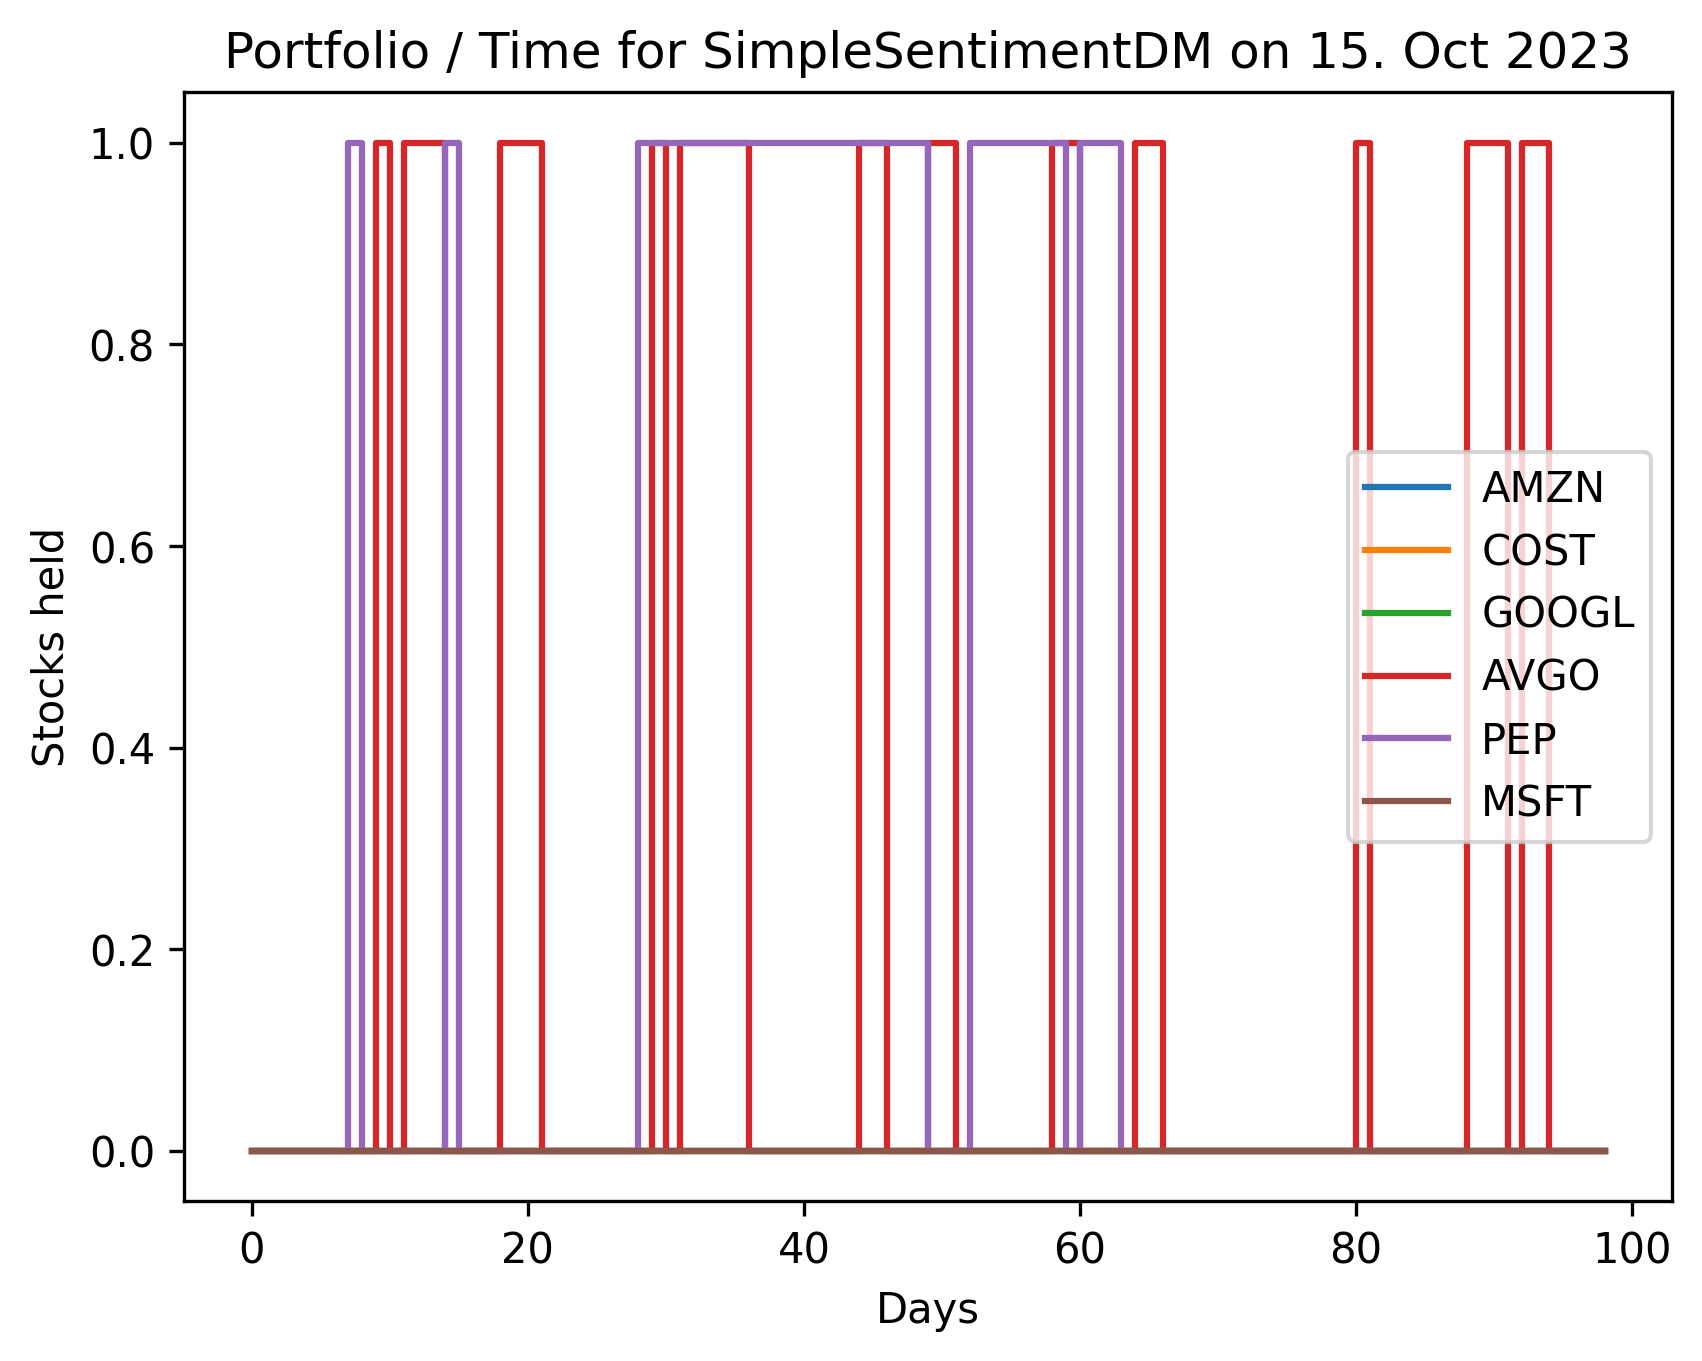 Portfolio / Time for SimpleSentimentDM on 15. Oct 2023
1.0
0.8
0.6
0.4
0.2
0.0
Stocks held
AMZN
COST
GOOGL
AVGO
PEP
MSFT
0 20 40 60 80 100
Days